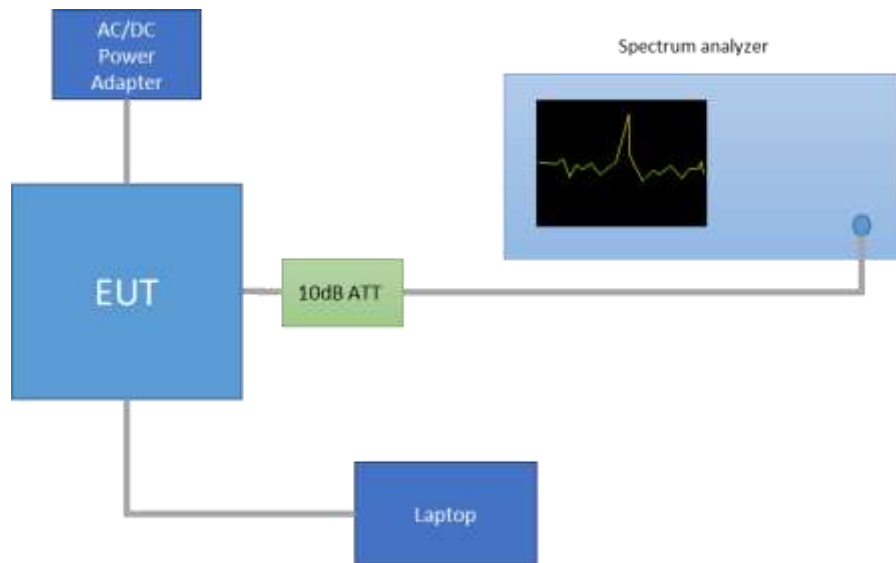 AC/DC
Power
Adapter
Spectrum analyzer
EUT
10dB ATT
Laptop